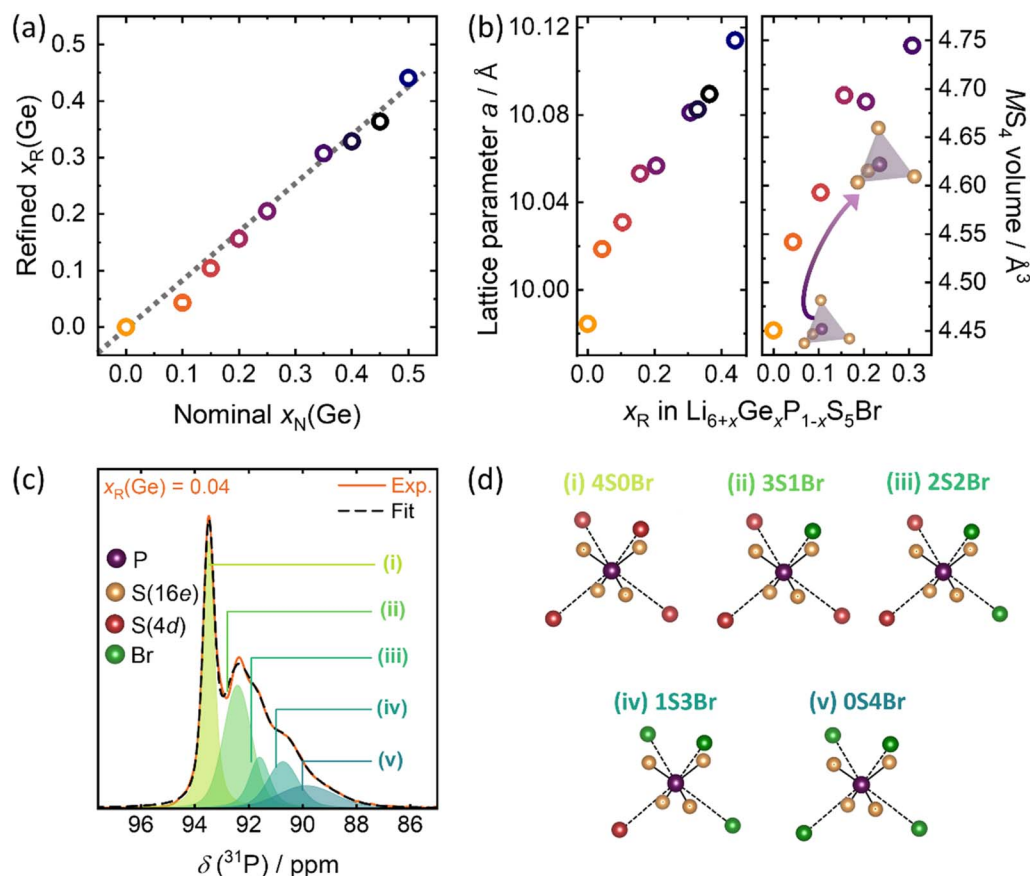 (a)
0.5
0.4
0.3
0.2
0.1
0.0
Refined xR(Ge)
0.0 0.1 0.2 0.3 0.4 0.5
Nominal xN(Ge)
(b)
10.12
10.08
10.04
10.00
Lattice parameter a / Å
0.0 0.2 0.4
0.0 0.1 0.2 0.3
xR in Li6+xGexP1-xS5Br
4.75
4.70
4.65
4.60
4.55
4.50
4.45
MS4 volume / Å3
(c)
xR(Ge) = 0.04
Exp.
Fit
P
S(16e)
S(4d)
Br
(i)
(ii)
(iii)
(iv)
(v)
96 94 92 90 88 86
δ (31P) / ppm
(d)
(i) 4S0Br
(ii) 3S1Br
(iii) 2S2Br
(iv) 1S3Br
(v) 0S4Br